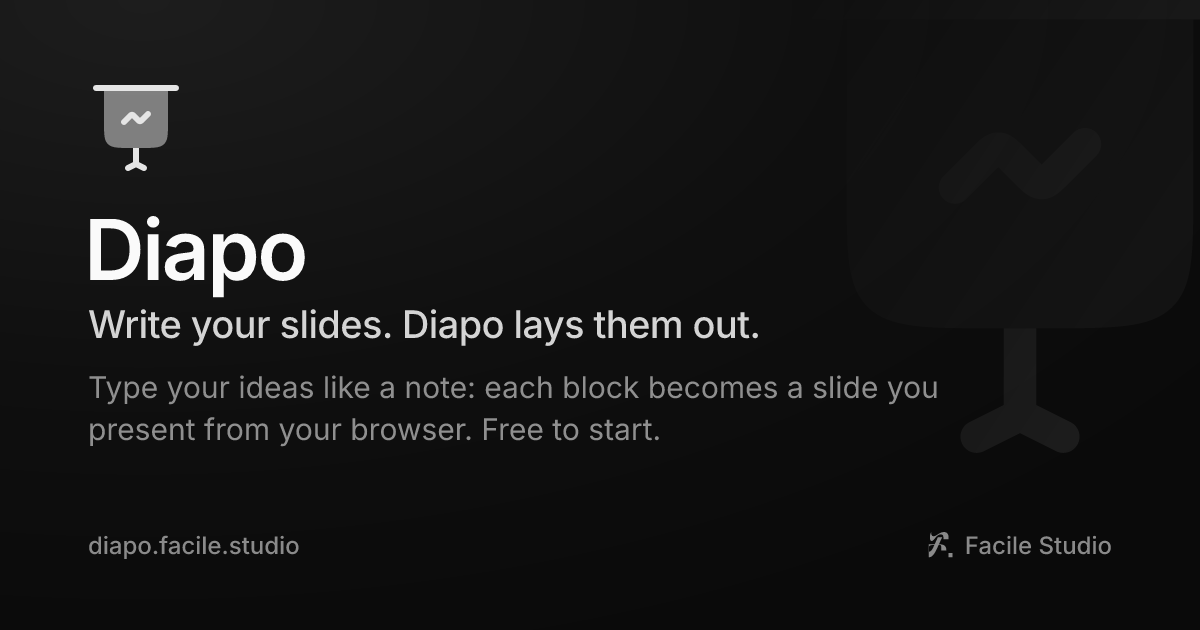 Diapo
Write your slides. Diapo lays them out.
Type your ideas like a note: each block becomes a slide you
present from your browser. Free to start.
diapo.facile.studio
Facile Studio